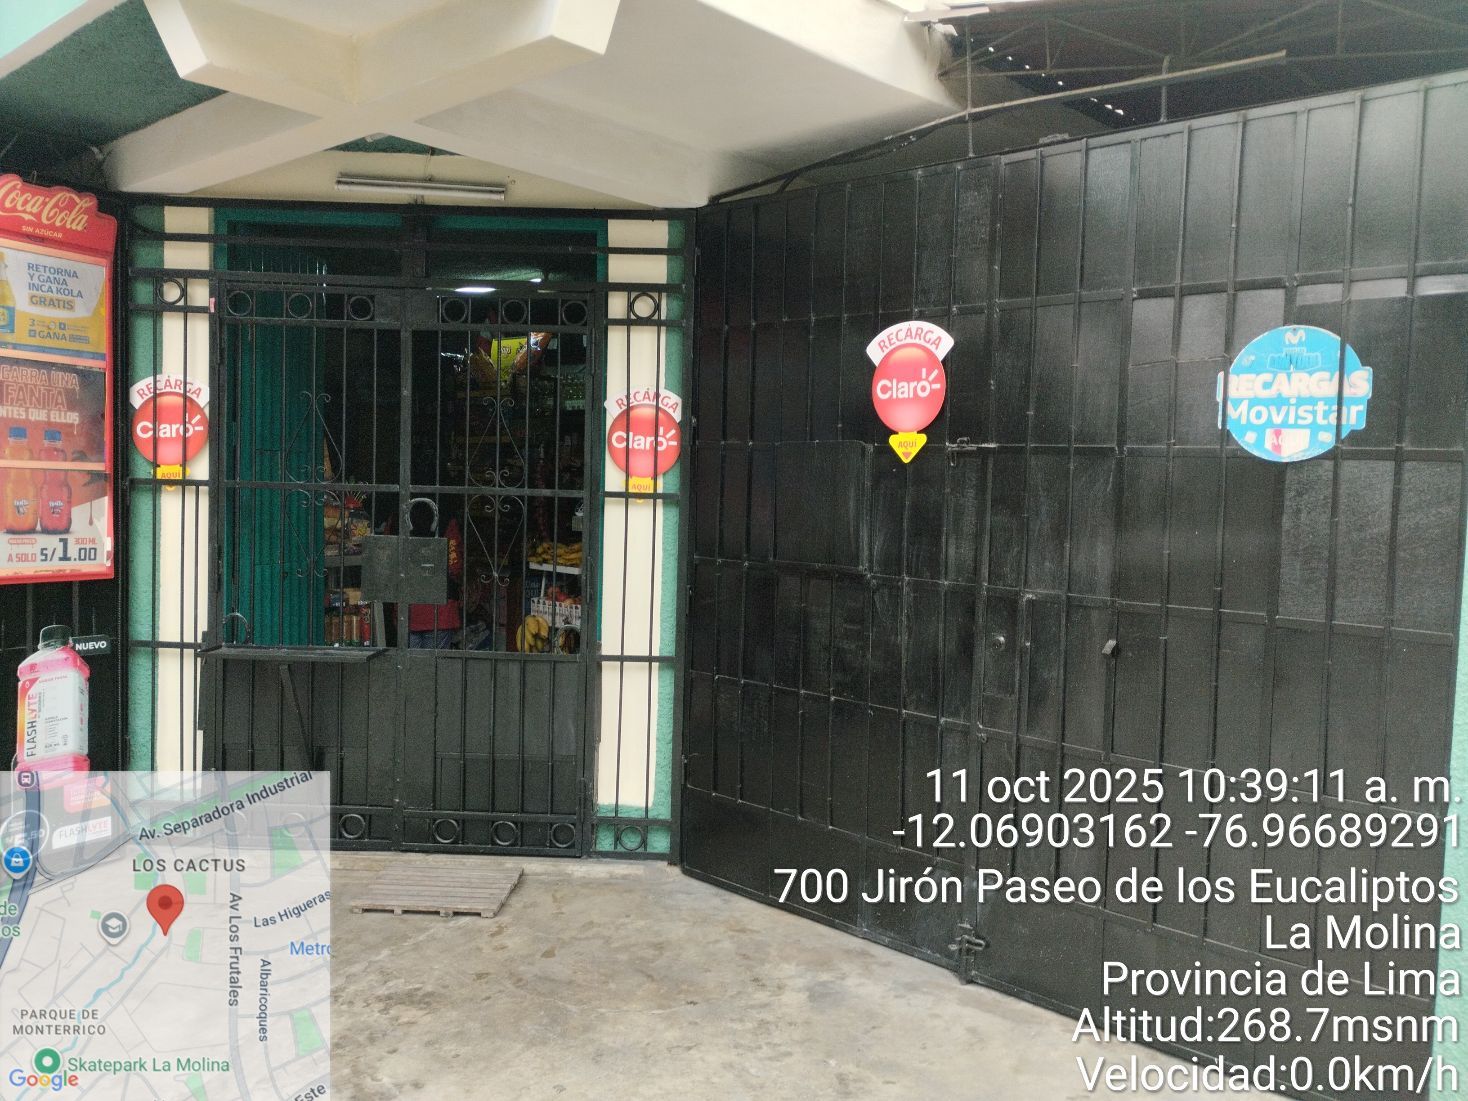 Coca-Cola
SIN AZÚCAR
RETORNA
Y GANA
INCA KOLA
GRATIS
3
GANA
AGARRA UNA
FANTA
ANTES QUE ELLOS
A SOLO S/1.00
300 ML
NUEVO
FLASHLYTE
FLASHLYTE
RECARGA
Claro
AQUÍ
RECARGA
Claro
AQUÍ
RECARGA
Claro
AQUÍ
RECARGAS
Movistar
AQUÍ
Av. Separadora Industrial
LOS CACTUS
Las Higueras
Av Los Frutales
Metro
Albaricoques
PARQUE DE
MONTERRICO
Skatepark La Molina
Google
Este
11 oct 2025 10:39:11 a. m.
-12.06903162 -76.96689291
700 Jirón Paseo de los Eucaliptos
La Molina
Provincia de Lima
Altitud:268.7msnm
Velocidad:0.0km/h